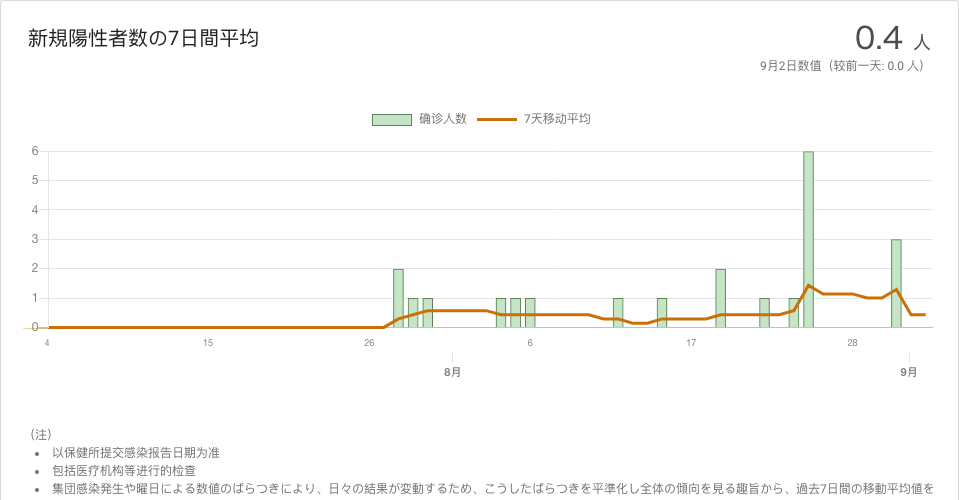 新規陽性者数の7日間平均
0.4 人
9月2日数值（较前一天: 0.0 人）
确诊人数 7天移动平均
6
5
4
3
2
1
0
4 15 26 6 17 28
8月 9月
（注）
• 以保健所提交感染报告日期为准
• 包括医疗机构等进行的检查
• 集団感染発生や曜日による数値のばらつきにより、日々の結果が変動するため、こうしたばらつきを平準化し全体の傾向を見る趣旨から、過去7日間の移動平均値を